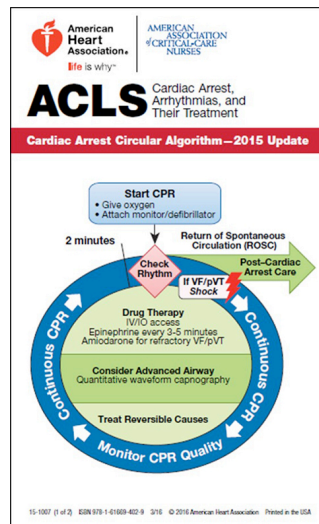 American
Heart
Association®
life is why™
AMERICAN
ASSOCIATION
of CRITICAL-CARE
NURSES
ACLS
Cardiac Arrest,
Arrhythmias, and
Their Treatment
Cardiac Arrest Circular Algorithm—2015 Update
Start CPR
• Give oxygen
• Attach monitor/defibrillator
2 minutes
Return of Spontaneous
Circulation (ROSC)
Check
Rhythm
Post–Cardiac
Arrest Care
If VF/pVT
Shock
Drug Therapy
IV/IO access
Epinephrine every 3-5 minutes
Amiodarone for refractory VF/pVT
Consider Advanced Airway
Quantitative waveform capnography
Treat Reversible Causes
Continuous CPR
Continuous CPR
Monitor CPR Quality
15-1007 (1 of 2) ISBN 978-1-61669-402-9 3/16 © 2016 American Heart Association Printed in the USA